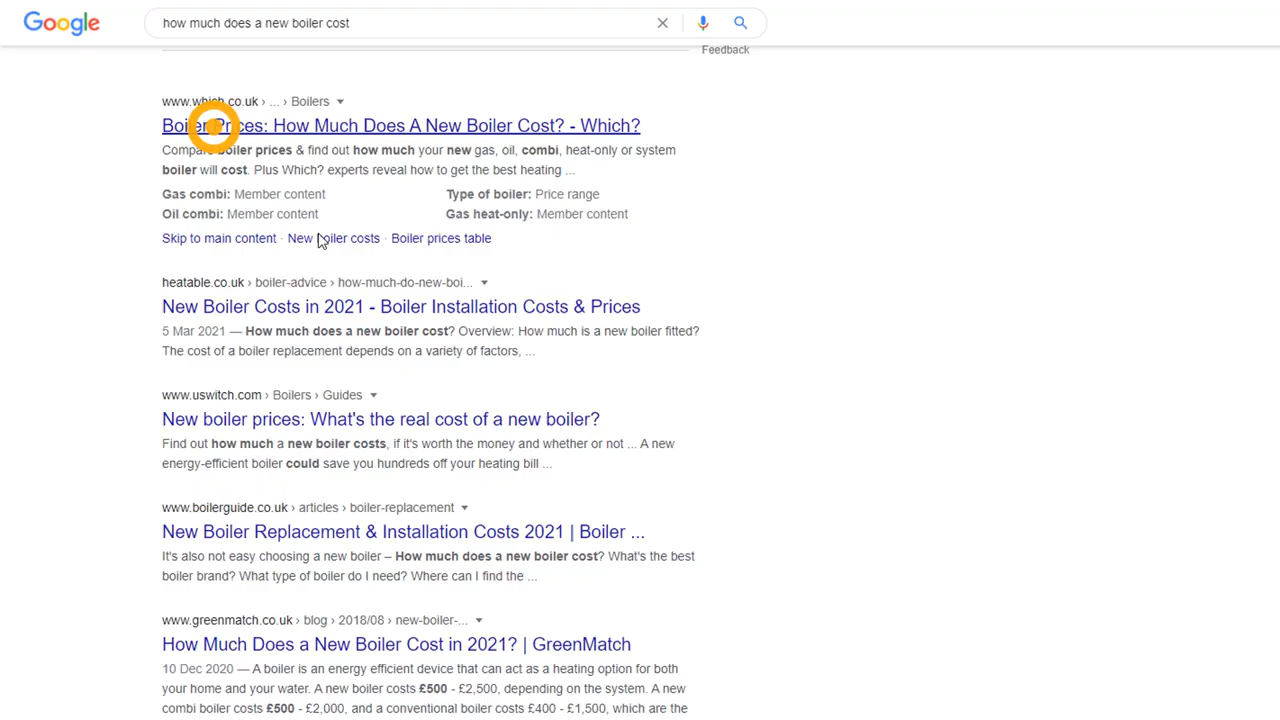 Google how much does a new boiler cost
Feedback
www.which.co.uk › ... › Boilers
Boiler Prices: How Much Does A New Boiler Cost? - Which?
Compare boiler prices & find out how much your new gas, oil, combi, heat-only or system
boiler will cost. Plus Which? experts reveal how to get the best heating ...
Gas combi: Member content Type of boiler: Price range
Oil combi: Member content Gas heat-only: Member content
Skip to main content · New boiler costs · Boiler prices table
heatable.co.uk › boiler-advice › how-much-do-new-boi...
New Boiler Costs in 2021 - Boiler Installation Costs & Prices
5 Mar 2021 — How much does a new boiler cost? Overview: How much is a new boiler fitted?
The cost of a boiler replacement depends on a variety of factors, ...
www.uswitch.com › Boilers › Guides
New boiler prices: What's the real cost of a new boiler?
Find out how much a new boiler costs, if it's worth the money and whether or not ... A new
energy-efficient boiler could save you hundreds off your heating bill ...
www.boilerguide.co.uk › articles › boiler-replacement
New Boiler Replacement & Installation Costs 2021 | Boiler ...
It's also not easy choosing a new boiler – How much does a new boiler cost? What's the best
boiler brand? What type of boiler do I need? Where can I find the ...
www.greenmatch.co.uk › blog › 2018/08 › new-boiler-...
How Much Does a New Boiler Cost in 2021? | GreenMatch
10 Dec 2020 — A boiler is an energy efficient device that can act as a heating option for both
your home and your water. A new boiler costs £500 - £2,500, depending on the system. A new
combi boiler costs £500 - £2,000, and a conventional boiler costs £400 - £1,500, which are the